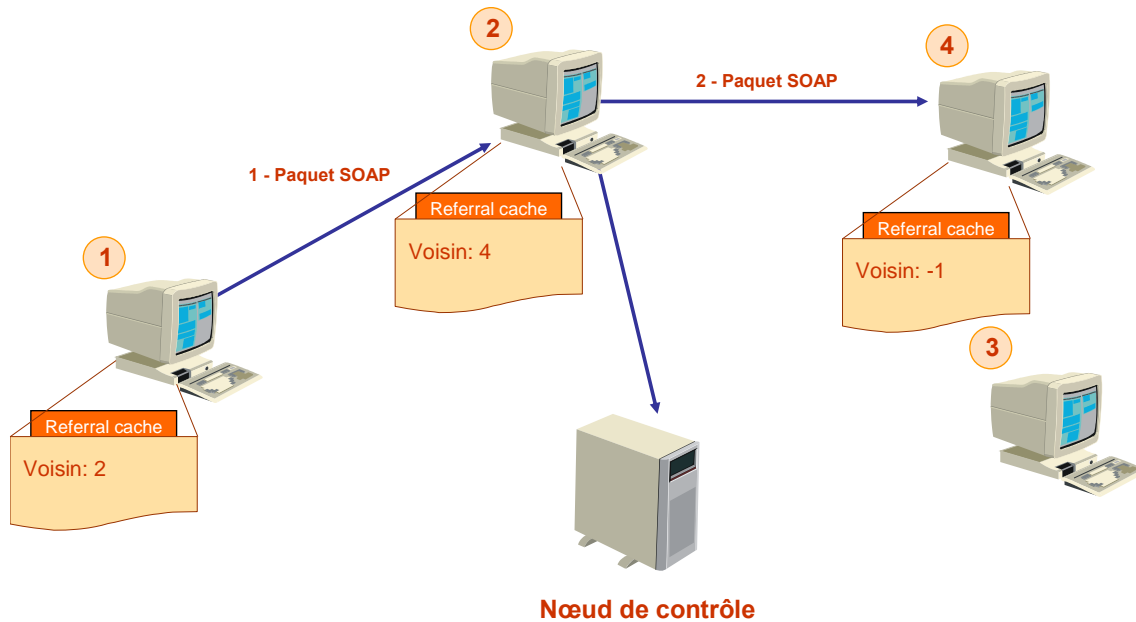 2
4
2 - Paquet SOAP
1 - Paquet SOAP
Referral cache
Voisin: 4
Referral cache
Voisin: -1
1
3
Referral cache
Voisin: 2
Nœud de contrôle